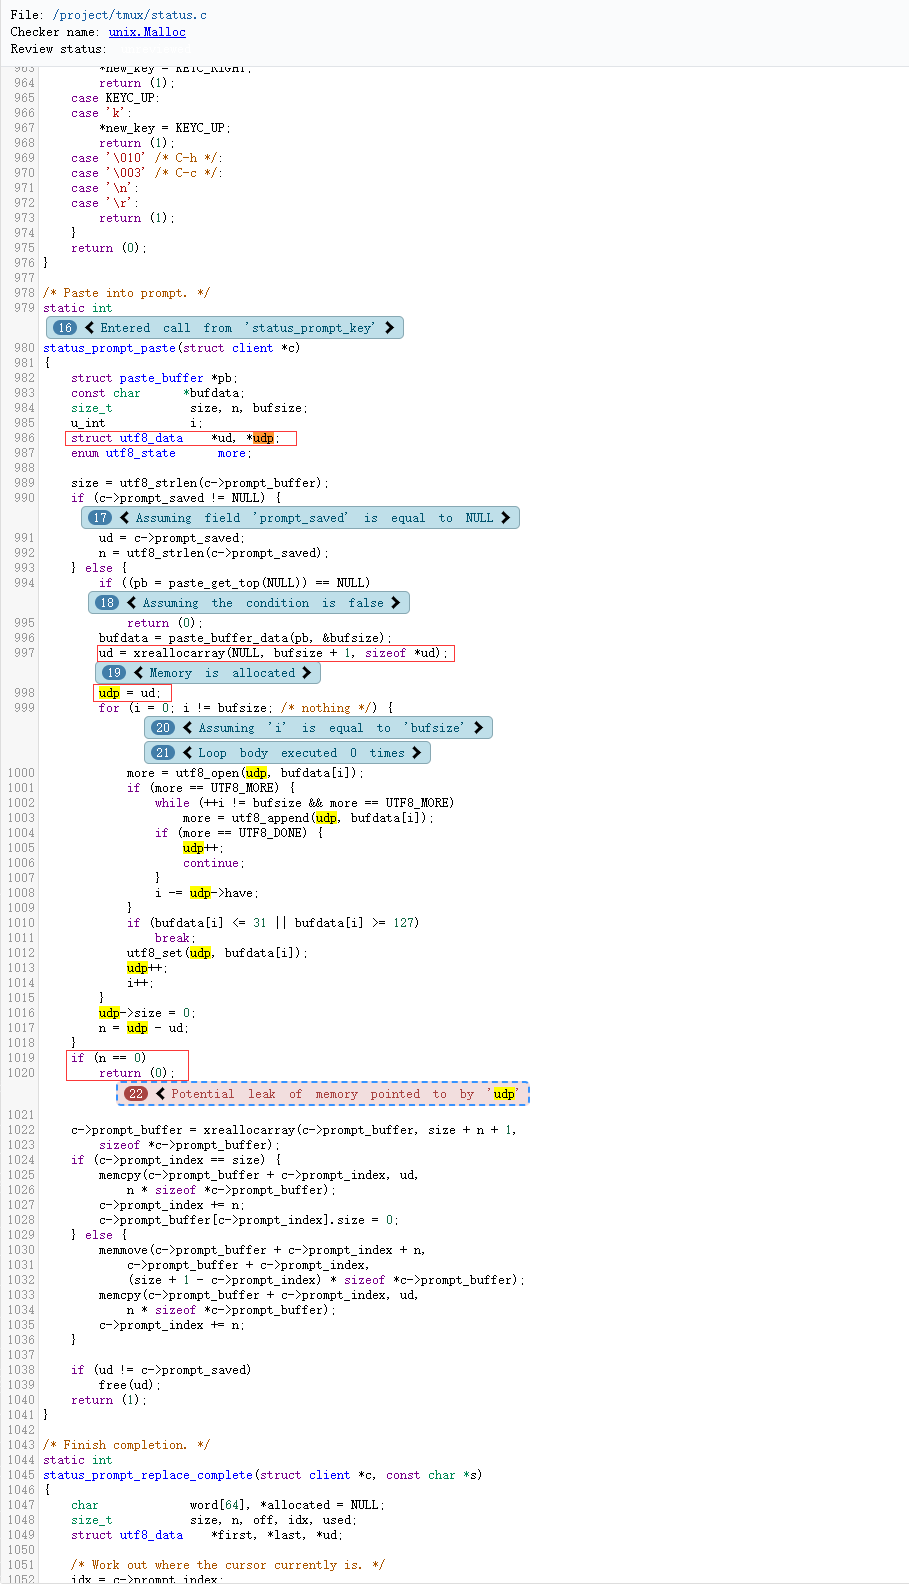 File: /project/tmux/status.c
Checker name: unix.Malloc
Review status:
963 *new_key = KEYC_RIGHT;
964 return (1);
965 case KEYC_UP:
966 case 'k':
967 *new_key = KEYC_UP;
968 return (1);
969 case '\010' /* C-h */:
970 case '\003' /* C-c */:
971 case '\n':
972 case '\r':
973 return (1);
974 }
975 return (0);
976 }
977
978 /* Paste into prompt. */
979 static int
16 Entered call from 'status_prompt_key'
980 status_prompt_paste(struct client *c)
981 {
982 struct paste_buffer *pb;
983 const char *bufdata;
984 size_t size, n, bufsize;
985 u_int i;
986 struct utf8_data *ud, *udp;
987 enum utf8_state more;
988
989 size = utf8_strlen(c->prompt_buffer);
990 if (c->prompt_saved != NULL) {
17 Assuming field 'prompt_saved' is equal to NULL
991 ud = c->prompt_saved;
992 n = utf8_strlen(c->prompt_saved);
993 } else {
994 if ((pb = paste_get_top(NULL)) == NULL)
18 Assuming the condition is false
995 return (0);
996 bufdata = paste_buffer_data(pb, &bufsize);
997 ud = xreallocarray(NULL, bufsize + 1, sizeof *ud);
19 Memory is allocated
998 udp = ud;
999 for (i = 0; i != bufsize; /* nothing */) {
20 Assuming 'i' is equal to 'bufsize'
21 Loop body executed 0 times
1000 more = utf8_open(udp, bufdata[i]);
1001 if (more == UTF8_MORE) {
1002 while (++i != bufsize && more == UTF8_MORE)
1003 more = utf8_append(udp, bufdata[i]);
1004 if (more == UTF8_DONE) {
1005 udp++;
1006 continue;
1007 }
1008 i -= udp->have;
1009 }
1010 if (bufdata[i] <= 31 || bufdata[i] >= 127)
1011 break;
1012 utf8_set(udp, bufdata[i]);
1013 udp++;
1014 i++;
1015 }
1016 udp->size = 0;
1017 n = udp - ud;
1018 }
1019 if (n == 0)
1020 return (0);
22 Potential leak of memory pointed to by 'udp'
1021
1022 c->prompt_buffer = xreallocarray(c->prompt_buffer, size + n + 1,
1023 sizeof *c->prompt_buffer);
1024 if (c->prompt_index == size) {
1025 memcpy(c->prompt_buffer + c->prompt_index, ud,
1026 n * sizeof *c->prompt_buffer);
1027 c->prompt_index += n;
1028 c->prompt_buffer[c->prompt_index].size = 0;
1029 } else {
1030 memmove(c->prompt_buffer + c->prompt_index + n,
1031 c->prompt_buffer + c->prompt_index,
1032 (size + 1 - c->prompt_index) * sizeof *c->prompt_buffer);
1033 memcpy(c->prompt_buffer + c->prompt_index, ud,
1034 n * sizeof *c->prompt_buffer);
1035 c->prompt_index += n;
1036 }
1037
1038 if (ud != c->prompt_saved)
1039 free(ud);
1040 return (1);
1041 }
1042
1043 /* Finish completion. */
1044 static int
1045 status_prompt_replace_complete(struct client *c, const char *s)
1046 {
1047 char word[64], *allocated = NULL;
1048 size_t size, n, off, idx, used;
1049 struct utf8_data *first, *last, *ud;
1050
1051 /* Work out where the cursor currently is. */
1052 idx = c->prompt_index;